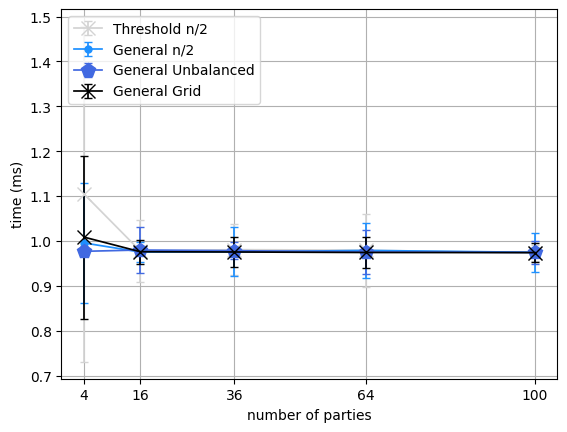 Threshold n/2
General n/2
General Unbalanced
General Grid
1.5
1.4
1.3
1.2
1.1
1.0
0.9
0.8
0.7
time (ms)
4 16 36 64 100
number of parties